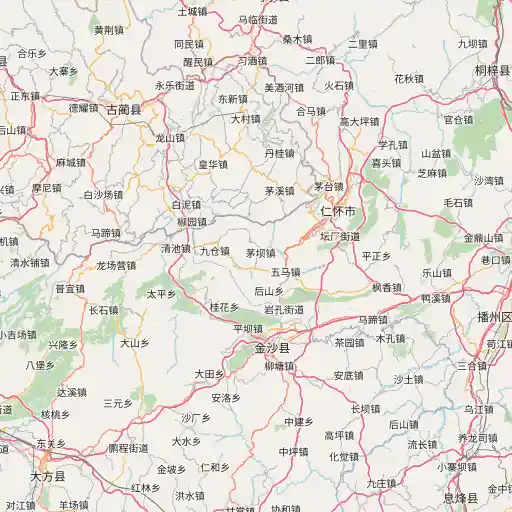 土城镇
马临街道
黄荆镇
桑木镇
同民镇
二里镇
九坝镇
合乐乡
醒民镇
习酒镇
二郎镇
桐梓县
大寨乡
永乐街道
美酒河镇
火石镇
花秋镇
正东镇
德耀镇
古蔺县
东新镇
合马镇
官仓镇
后山镇
大村镇
高大坪镇
龙山镇
学孔镇
麻城镇
皇华镇
丹桂镇
喜头镇
山盆镇
芝麻镇
沙湾镇
摩尼镇
白沙场镇
茅溪镇
茅台镇
白泥镇
仁怀市
毛石镇
椒园镇
马蹄镇
坛厂街道
金鼎山镇
清池镇
九仓镇
茅坝镇
平正乡
巷口镇
清水铺镇
龙场营镇
五马镇
乐山镇
普宜镇
太平乡
后山乡
枫香镇
长石镇
桂花乡
岩孔街道
鸭溪镇
小吉场镇
平坝镇
马蹄镇
播州区
兴隆乡
大山乡
金沙县
茶园镇
木孔镇
苟江镇
八堡乡
大田乡
柳塘镇
安底镇
三合镇
达溪镇
沙土镇
三元乡
安洛乡
核桃乡
长坝镇
乌江镇
沙厂乡
中建乡
后山镇
东关乡
大水乡
高坪镇
流长镇
养龙司镇
鹏程街道
中坪镇
化觉镇
大方县
金坡乡
仁和乡
小寨坝镇
红林乡
九庄镇
金中镇
羊场镇
洪水镇
协和镇
息烽县
对江镇
甘棠镇